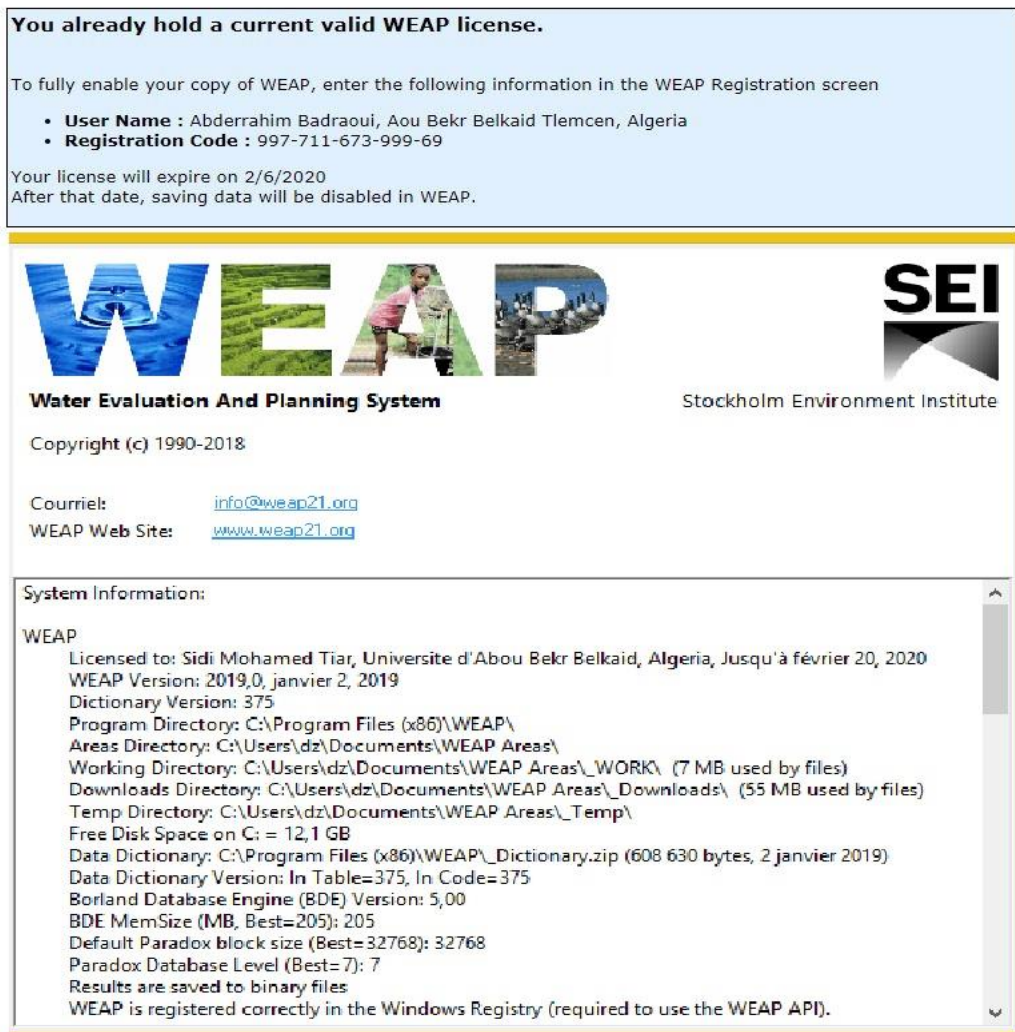 You already hold a current valid WEAP license.
To fully enable your copy of WEAP, enter the following information in the WEAP Registration screen
• User Name : Abderrahim Badraoui, Aou Bekr Belkaid Tlemcen, Algeria
• Registration Code : 997-711-673-999-69
Your license will expire on 2/6/2020
After that date, saving data will be disabled in WEAP.
WEAP
SEI
Water Evaluation And Planning System
Stockholm Environment Institute
Copyright (c) 1990-2018
Courriel: info@weap21.org
WEAP Web Site: www.weap21.org
System Information:
WEAP
Licensed to: Sidi Mohamed Tiar, Universite d'Abou Bekr Belkaid, Algeria, Jusqu'à février 20, 2020
WEAP Version: 2019,0, janvier 2, 2019
Dictionary Version: 375
Program Directory: C:\Program Files (x86)\WEAP\
Areas Directory: C:\Users\dz\Documents\WEAP Areas\
Working Directory: C:\Users\dz\Documents\WEAP Areas\_WORK\ (7 MB used by files)
Downloads Directory: C:\Users\dz\Documents\WEAP Areas\_Downloads\ (55 MB used by files)
Temp Directory: C:\Users\dz\Documents\WEAP Areas\_Temp\
Free Disk Space on C: = 12,1 GB
Data Dictionary: C:\Program Files (x86)\WEAP\_Dictionary.zip (608 630 bytes, 2 janvier 2019)
Data Dictionary Version: In Table=375, In Code=375
Borland Database Engine (BDE) Version: 5,00
BDE MemSize (MB, Best=205): 205
Default Paradox block size (Best=32768): 32768
Paradox Database Level (Best=7): 7
Results are saved to binary files
WEAP is registered correctly in the Windows Registry (required to use the WEAP API).